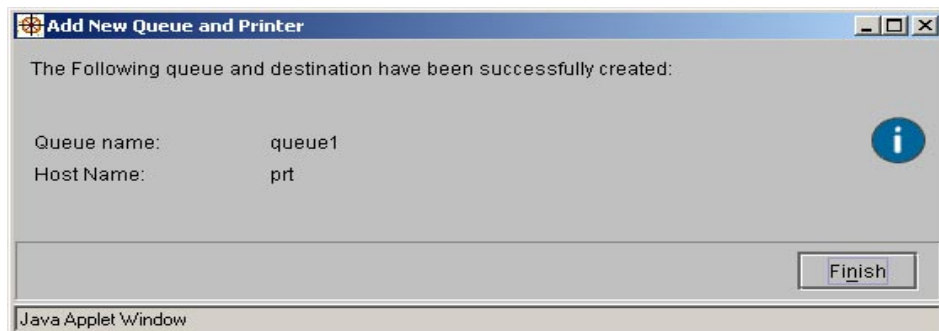 Add New Queue and Printer
The Following queue and destination have been successfully created:
Queue name: queue1
Host Name: prt
Finish
Java Applet Window